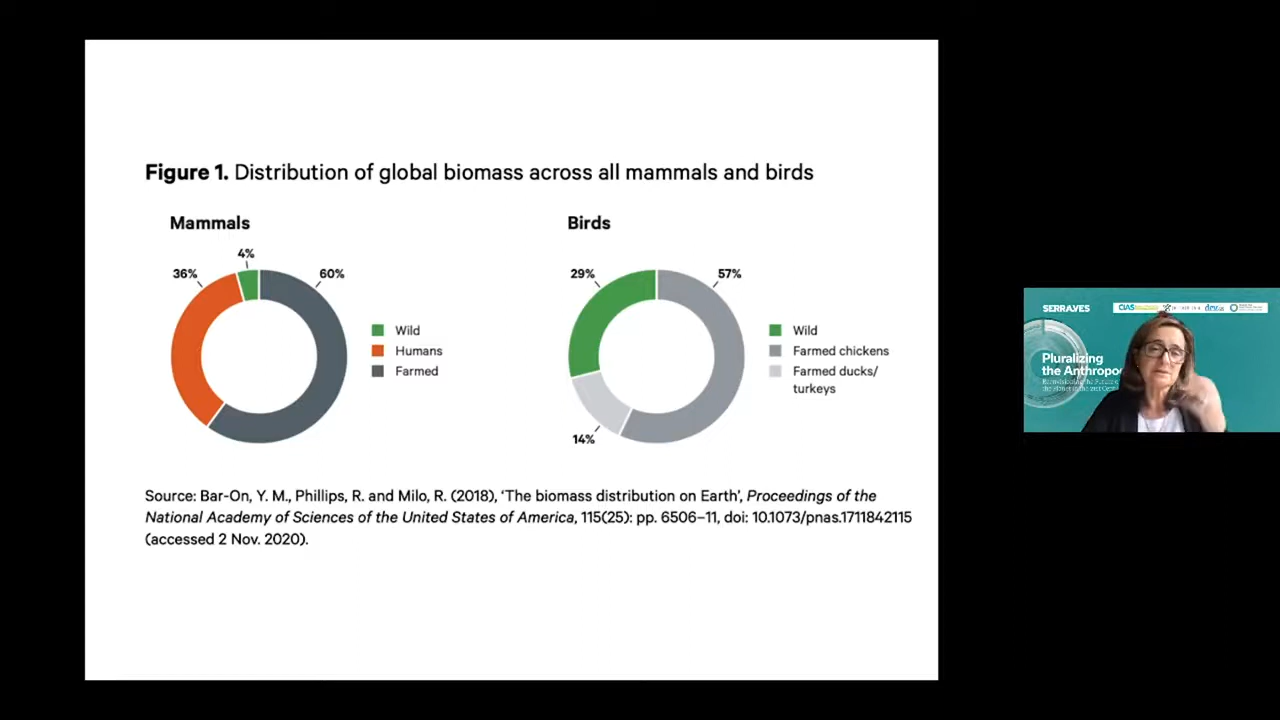 Figure 1. Distribution of global biomass across all mammals and birds
Mammals
4%
36%
60%
Wild
Humans
Farmed
Birds
29%
57%
14%
Wild
Farmed chickens
Farmed ducks/
turkeys
Source: Bar-On, Y. M., Phillips, R. and Milo, R. (2018), ‘The biomass distribution on Earth’, Proceedings of the
National Academy of Sciences of the United States of America, 115(25): pp. 6506–11, doi: 10.1073/pnas.1711842115
(accessed 2 Nov. 2020).
SERRALVES
CIAS
Pluralizing
the Anthropo